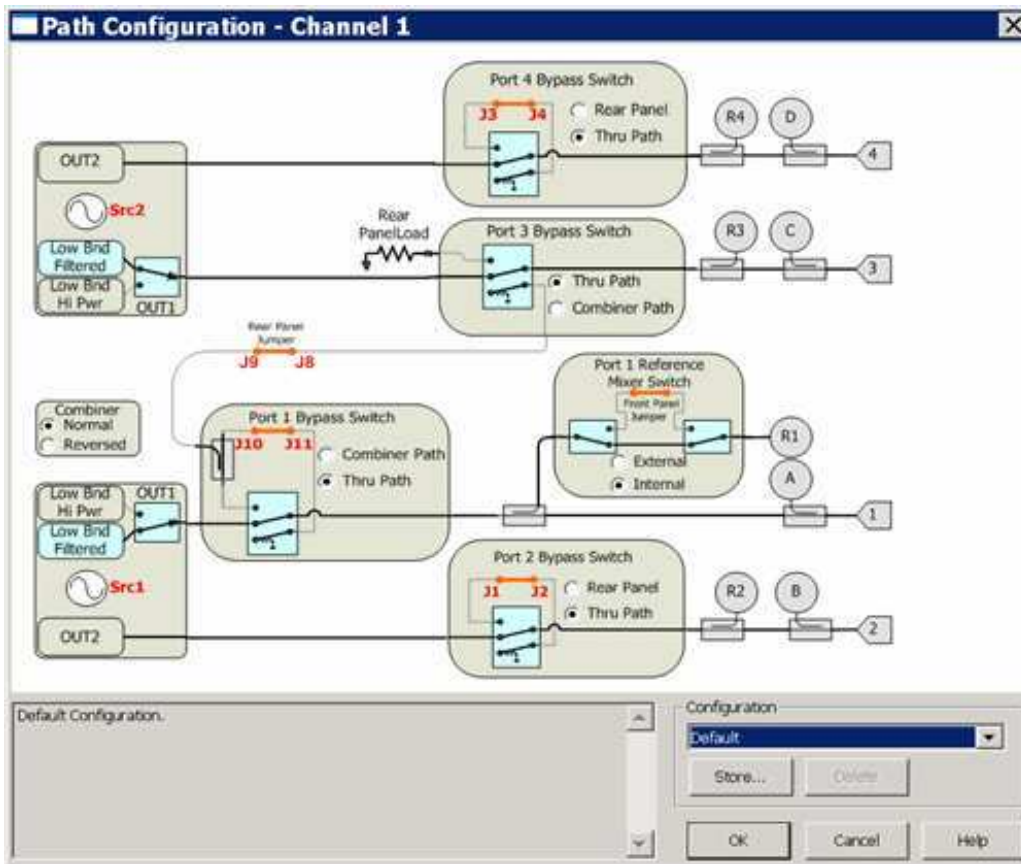 Path Configuration - Channel 1
Port 4 Bypass Switch
J3 J4
Rear Panel
Thru Path
R4
D
4
OUT2
Src2
Low Bnd
Filtered
Low Bnd
Hi Pwr
OUT1
Rear
PanelLoad
Port 3 Bypass Switch
Thru Path
Combiner Path
R3
C
3
Rear Panel
Jumper
J9 J8
Port 1 Reference
Mixer Switch
Front Panel
Jumper
External
Internal
R1
A
1
Combiner
Normal
Reversed
Port 1 Bypass Switch
J10 J11
Combiner Path
Thru Path
Low Bnd
Hi Pwr
OUT1
Low Bnd
Filtered
Src1
OUT2
Port 2 Bypass Switch
J1 J2
Rear Panel
Thru Path
R2
B
2
Default Configuration.
Configuration
Default
Store...
Delete
OK
Cancel
Help